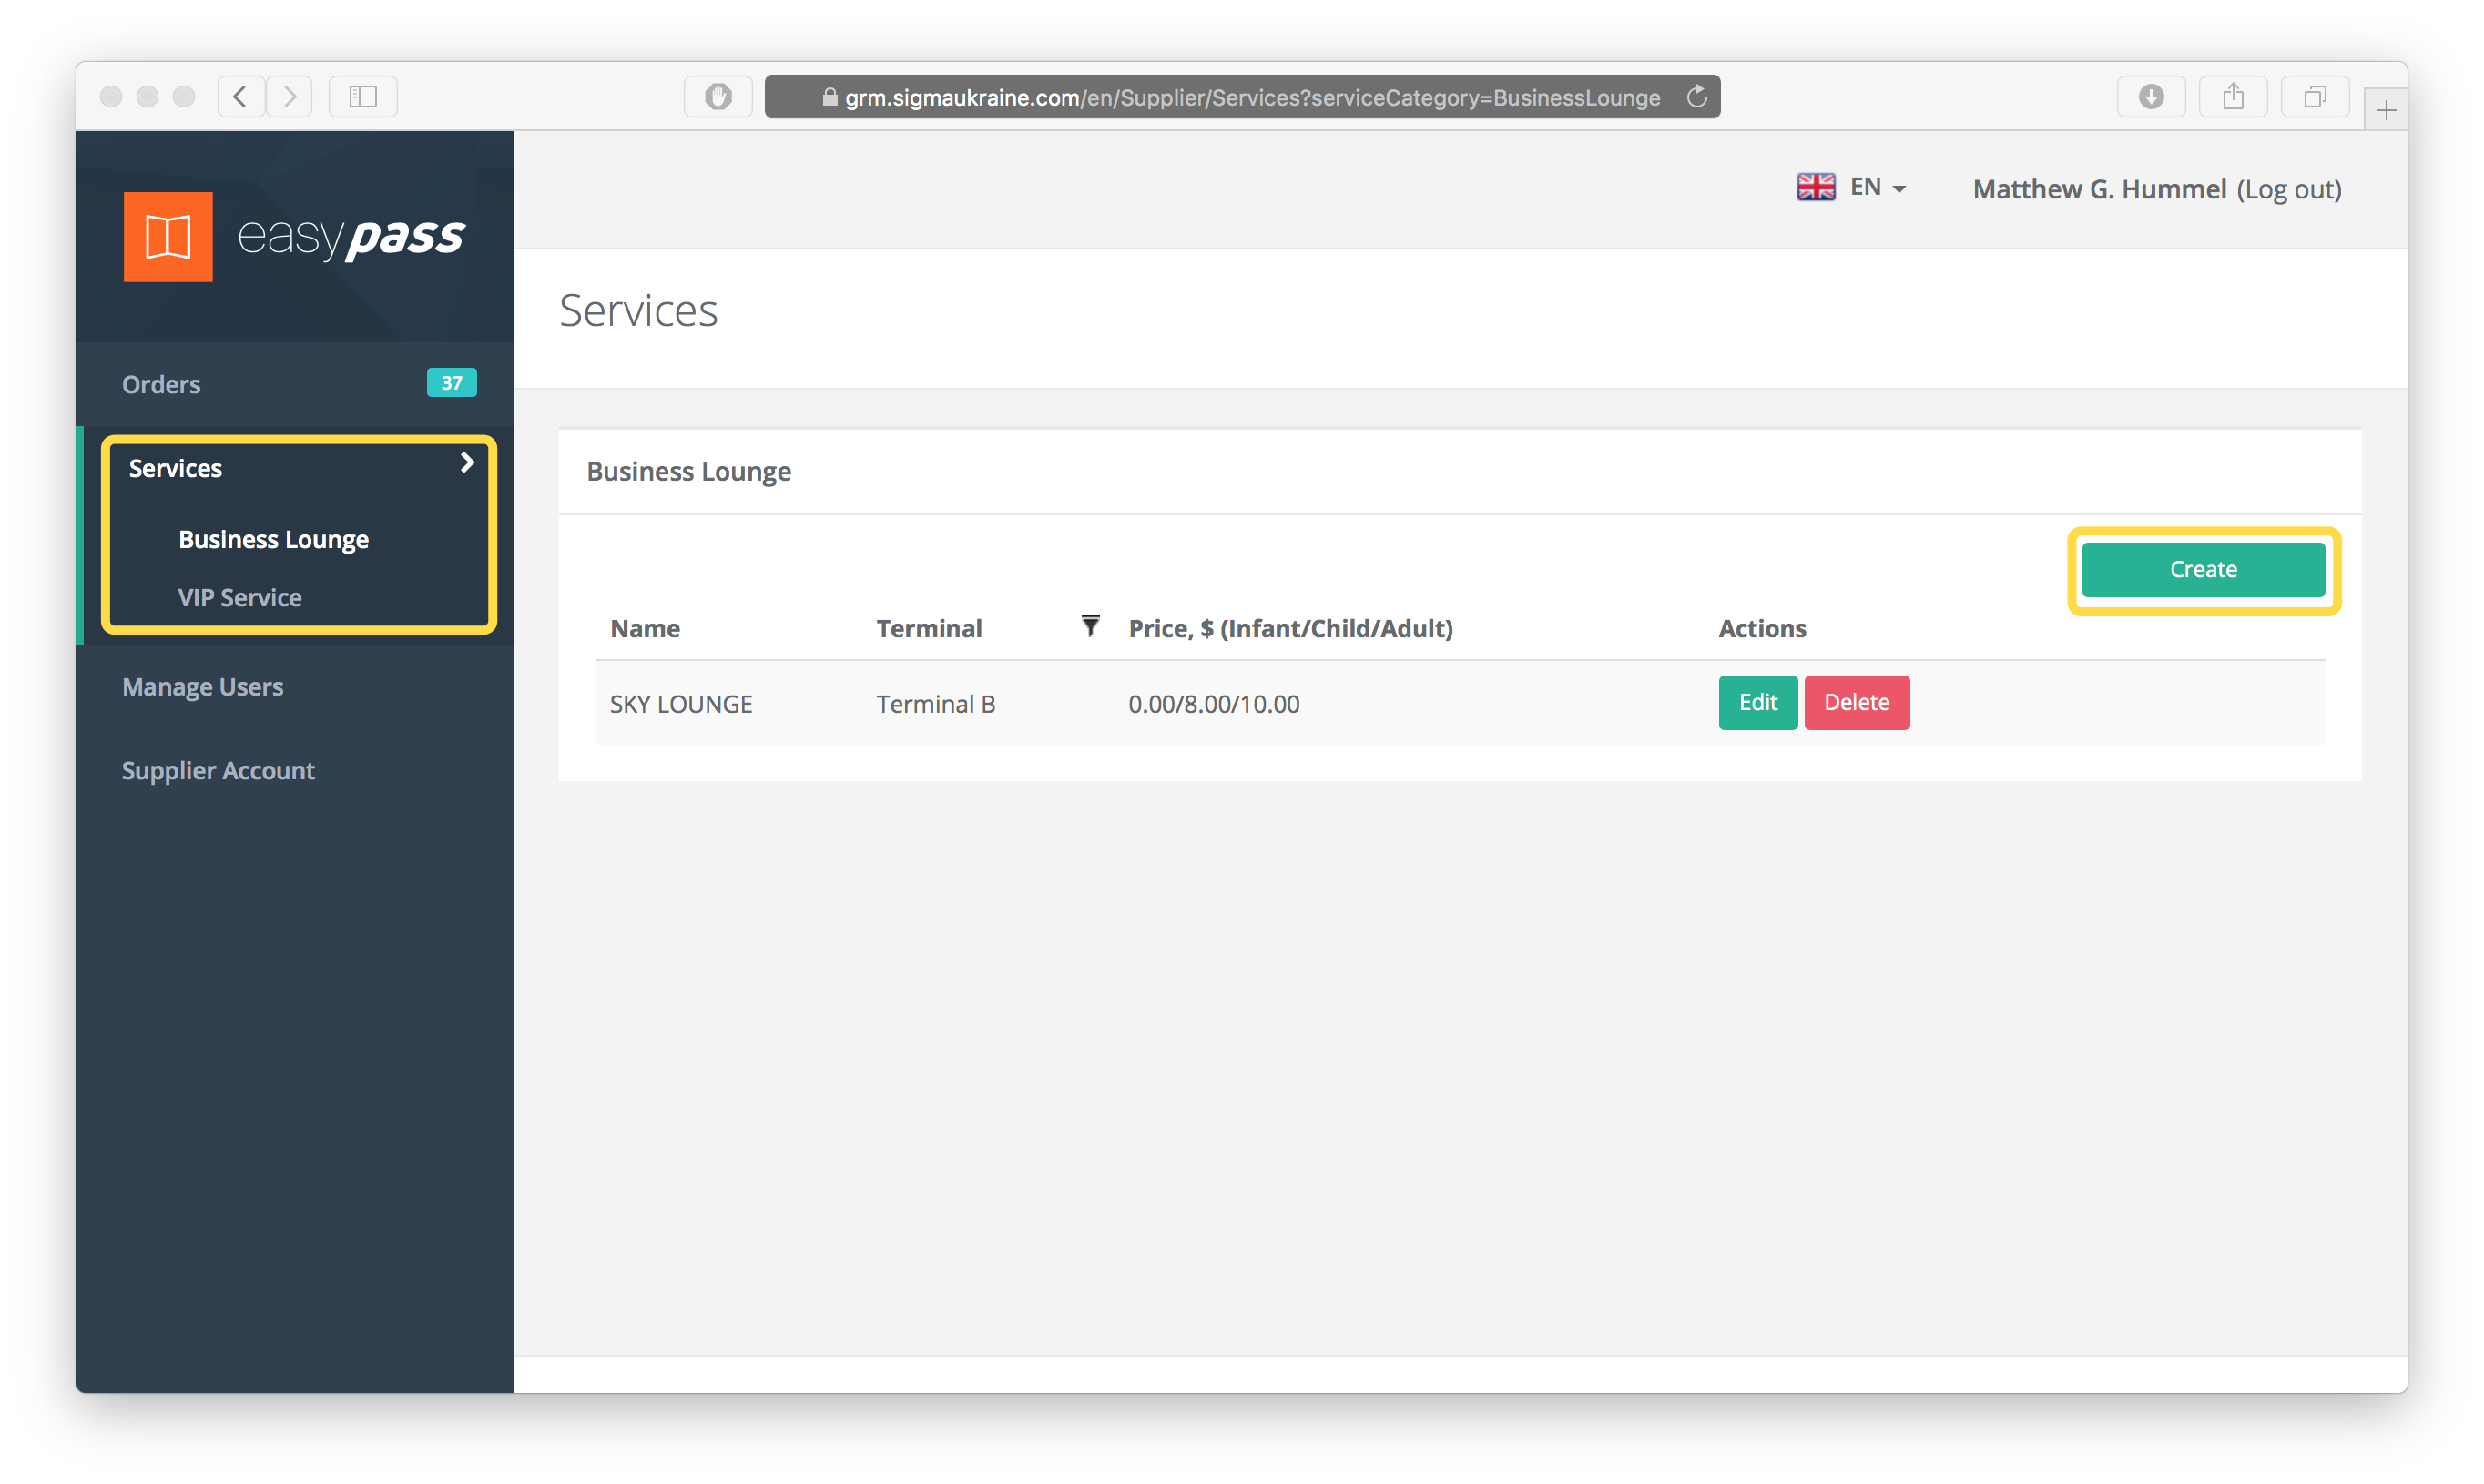 grm.sigmaukraine.com/en/Supplier/Services?serviceCategory=BusinessLounge
easypass
EN
Matthew G. Hummel (Log out)
Services
Orders 37
Services
Business Lounge
VIP Service
Manage Users
Supplier Account
Business Lounge
Create
Name Terminal Price, $ (Infant/Child/Adult) Actions
SKY LOUNGE Terminal B 0.00/8.00/10.00 Edit Delete